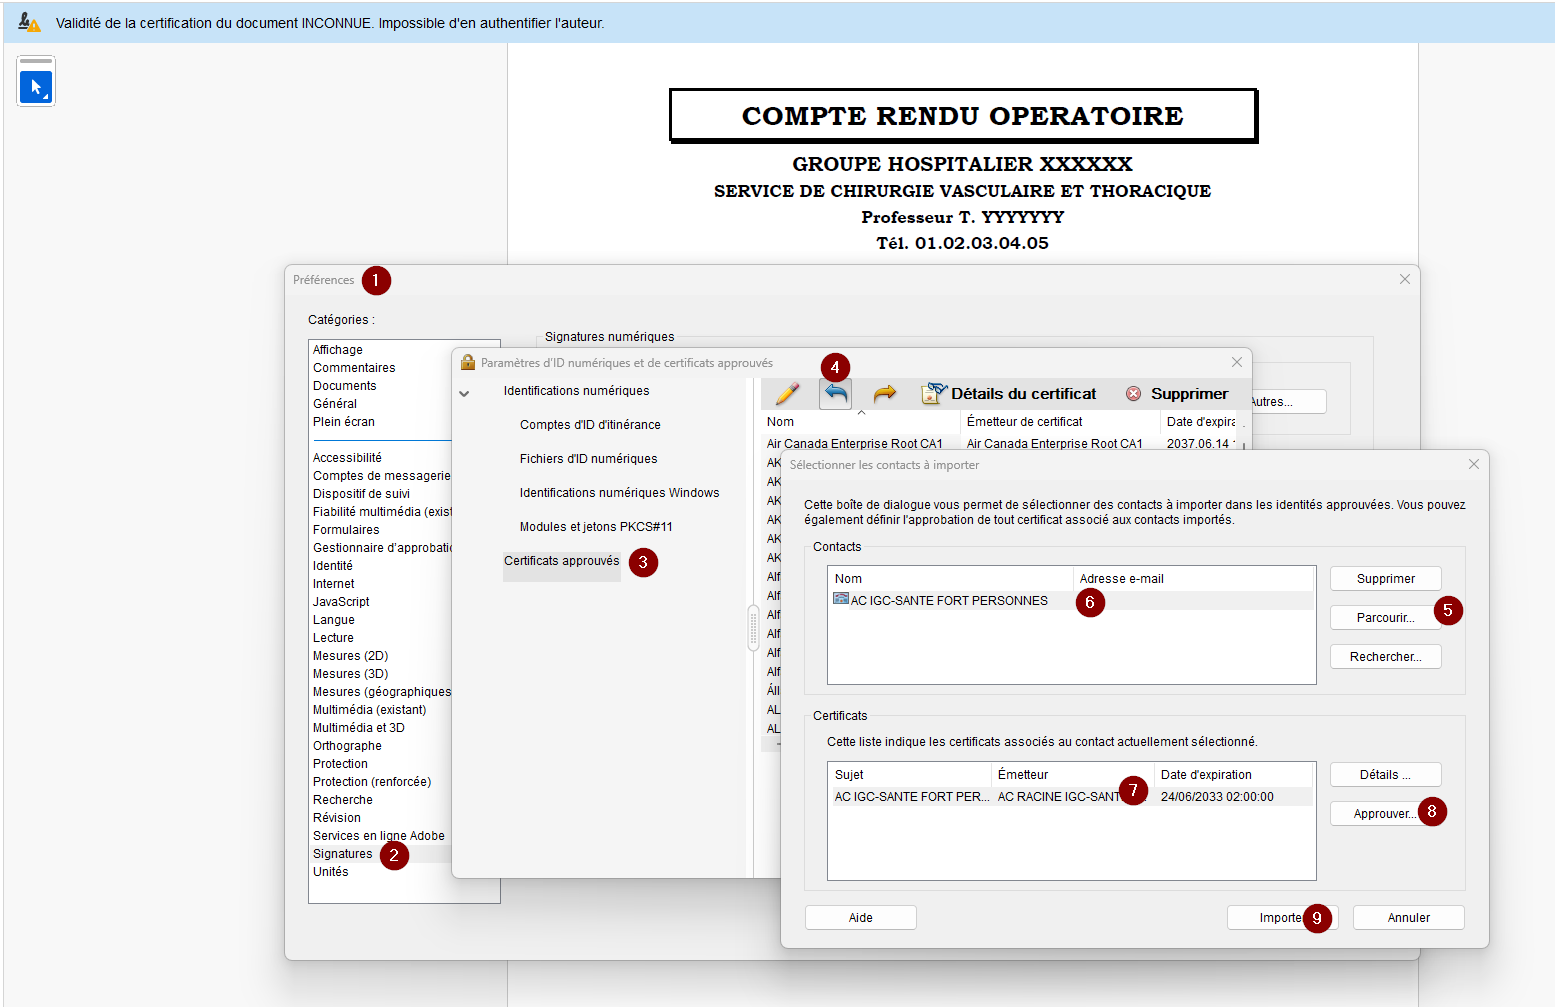 Validité de la certification du document INCONNUE. Impossible d'en authentifier l'auteur.
COMPTE RENDU OPERATOIRE
GROUPE HOSPITALIER XXXXXX
SERVICE DE CHIRURGIE VASCULAIRE ET THORACIQUE
Professeur T. YYYYYYY
Tél. 01.02.03.04.05
Préférences 1
Catégories :
Affichage
Commentaires
Documents
Général
Plein écran
Accessibilité
Comptes de messagerie
Dispositif de suivi
Fiabilité multimédia (exist
Formulaires
Gestionnaire d'approbatio
Identité
Internet
JavaScript
Langue
Lecture
Mesures (2D)
Mesures (3D)
Mesures (géographiques
Multimédia (existant)
Multimédia et 3D
Orthographe
Protection
Protection (renforcée)
Recherche
Révision
Services en ligne Adobe
Signatures 2
Unités
Signatures numériques
Autres...
Paramètres d'ID numériques et de certificats approuvés
Identifications numériques
Comptes d'ID d'itinérance
Fichiers d'ID numériques
Identifications numériques Windows
Modules et jetons PKCS#11
Certificats approuvés 3
4
Détails du certificat Supprimer
Nom Émetteur de certificat Date d'expira
Air Canada Enterprise Root CA1 Air Canada Enterprise Root CA1 2037.06.14
AK
AK
AK
AK
AK
AK
Alf
Alf
Alf
Alf
Alf
Alf
Áll
AL
AL
Sélectionner les contacts à importer
Cette boîte de dialogue vous permet de sélectionner des contacts à importer dans les identités approuvées. Vous pouvez
également définir l'approbation de tout certificat associé aux contacts importés.
Contacts
Nom Adresse e-mail
AC IGC-SANTE FORT PERSONNES 6
Supprimer
Parcourir... 5
Rechercher...
Certificats
Cette liste indique les certificats associés au contact actuellement sélectionné.
Sujet Émetteur Date d'expiration
AC IGC-SANTE FORT PER... AC RACINE IGC-SANT 7 24/06/2033 02:00:00
Détails ...
Approuver... 8
Aide
Importe 9
Annuler